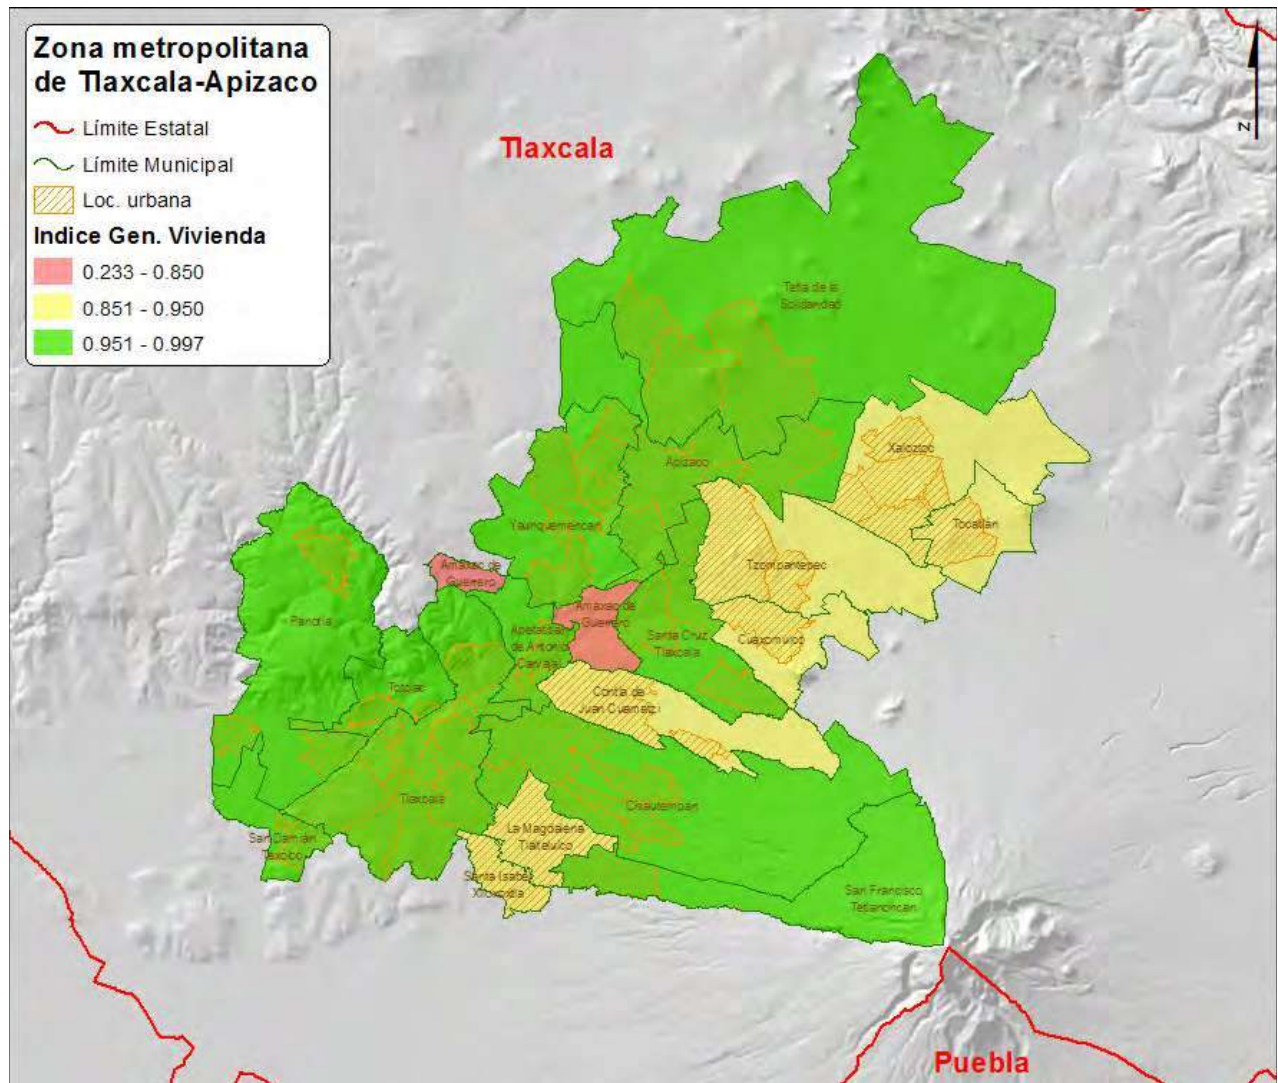 Zona metropolitana
de Tlaxcala-Apizaco
Límite Estatal
Límite Municipal
Loc. urbana
Indice Gen. Vivienda
0.233 - 0.850
0.851 - 0.950
0.951 - 0.997
N
Tlaxcala
Tetla de la
Solidaridad
Xaloztoc
Apizaco
Tocatlán
Yauhquemehcan
Amaxac de
Guerrero
Tzompantepec
Amaxac de
Guerrero
Panotla
Apetatitlán
de Antonio
Carvajal
Santa Cruz
Tlaxcala
Cuaxomulco
Totolac
Contla de
Juan Cuamatzi
Tlaxcala
Chiautempan
La Magdalena
Tlaltelulco
San Damián
Texoloc
Santa Isabel
Xiloxoxtla
San Francisco
Tetlanohcan
Puebla